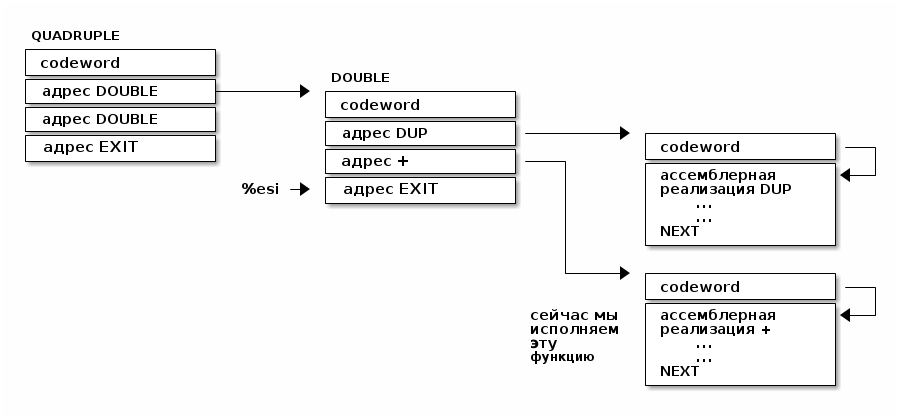 QUADRUPLE
codeword
адрес DOUBLE
адрес DOUBLE
адрес EXIT
DOUBLE
codeword
адрес DUP
адрес +
%esi
адрес EXIT
codeword
ассемблерная
реализация DUP
...
...
NEXT
codeword
ассемблерная
реализация +
...
...
NEXT
сейчас мы
исполняем
эту
функцию